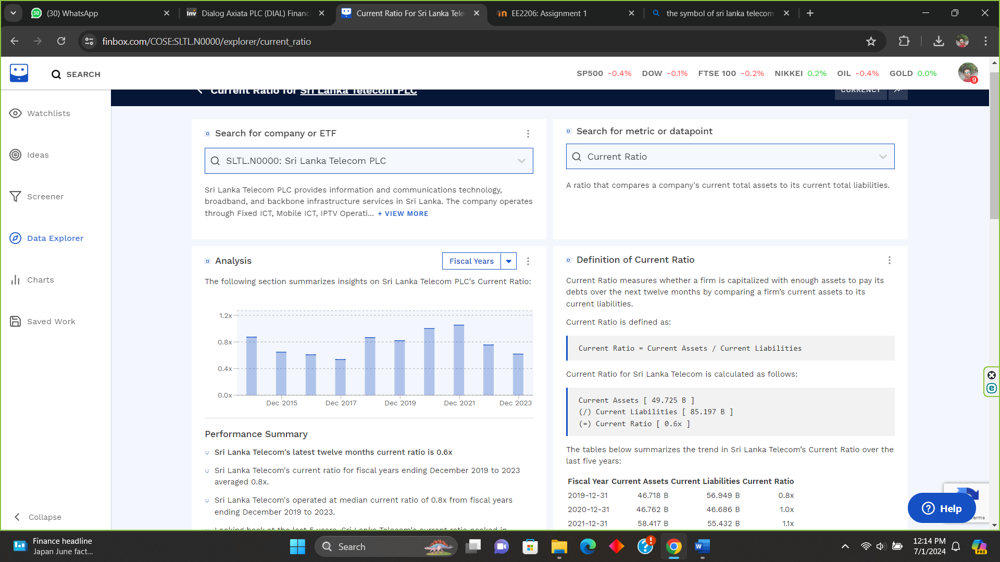 (30) WhatsApp
Dialog Axiata PLC (DIAL) Financ
Current Ratio For Sri Lanka Tele
EE2206: Assignment 1
the symbol of sri lanka telecom
finbox.com/COSE:SLTL.N0000/explorer/current_ratio
SEARCH
SP500 -0.4% DOW -0.1% FTSE 100 -0.2% NIKKEI 0.2% OIL -0.4% GOLD 0.0%
9
Current Ratio for Sri Lanka Telecom PLC
CURRENCY
Watchlists
Ideas
Screener
Data Explorer
Charts
Saved Work
Collapse
Search for company or ETF
SLTL.N0000: Sri Lanka Telecom PLC
Sri Lanka Telecom PLC provides information and communications technology,
broadband, and backbone infrastructure services in Sri Lanka. The company operates
through Fixed ICT, Mobile ICT, IPTV Operati... + VIEW MORE
Search for metric or datapoint
Current Ratio
A ratio that compares a company's current total assets to its current total liabilities.
Analysis
Fiscal Years
The following section summarizes insights on Sri Lanka Telecom PLC's Current Ratio:
1.2x
0.8x
0.4x
0.0x
Dec 2015 Dec 2017 Dec 2019 Dec 2021 Dec 2023
Performance Summary
Sri Lanka Telecom's latest twelve months current ratio is 0.6x
Sri Lanka Telecom's current ratio for fiscal years ending December 2019 to 2023
averaged 0.8x.
Sri Lanka Telecom's operated at median current ratio of 0.8x from fiscal years
ending December 2019 to 2023.
Looking back at the last 5 years, Sri Lanka Telecom's current ratio peaked in
Definition of Current Ratio
Current Ratio measures whether a firm is capitalized with enough assets to pay its
debts over the next twelve months by comparing a firm’s current assets to its
current liabilities.
Current Ratio is defined as:
Current Ratio = Current Assets / Current Liabilities
Current Ratio for Sri Lanka Telecom is calculated as follows:
Current Assets [ 49.725 B ]
(/) Current Liabilities [ 85.197 B ]
(=) Current Ratio [ 0.6x ]
The tables below summarizes the trend in Sri Lanka Telecom’s Current Ratio over the
last five years:
Fiscal Year Current Assets Current Liabilities Current Ratio
2019-12-31 46.718 B 56.949 B 0.8x
2020-12-31 46.762 B 46.686 B 1.0x
2021-12-31 58.417 B 55.432 B 1.1x
Help
Finance headline
Japan June fact...
Search
12:14 PM
7/1/2024